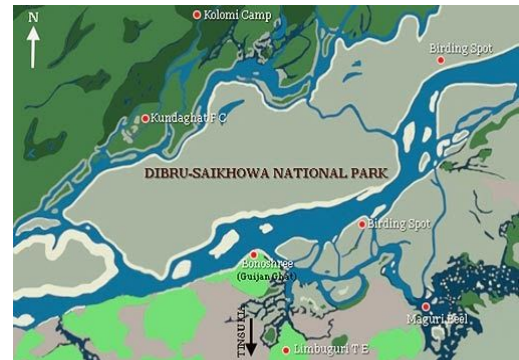 N
Kolomi Camp
Birding Spot
Kundaghat F C
DIBRU-SAIKHOWA NATIONAL PARK
Birding Spot
Bonoshree
(Guijan Ghat)
Maguri Beel
TINSUKIA
Limbuguri T E